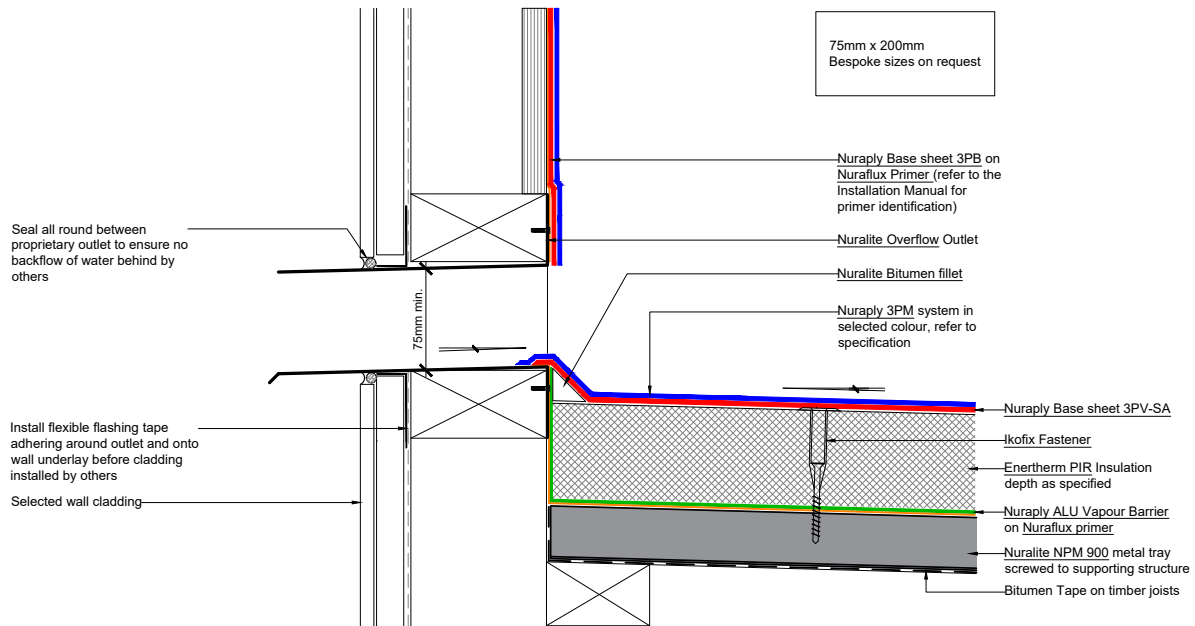 75mm x 200mm
Bespoke sizes on request
Nuraply Base sheet 3PB on
Nuraflux Primer (refer to the
Installation Manual for
primer identification)
Seal all round between
proprietary outlet to ensure no
backflow of water behind by
others
Nuralite Overflow Outlet
Nuralite Bitumen fillet
75mm min.
Nuraply 3PM system in
selected colour, refer to
specification
Nuraply Base sheet 3PV-SA
Install flexible flashing tape
adhering around outlet and onto
wall underlay before cladding
installed by others
Ikofix Fastener
Enertherm PIR Insulation
depth as specified
Selected wall cladding
Nuraply ALU Vapour Barrier
on Nuraflux primer
Nuralite NPM 900 metal tray
screwed to supporting structure
Bitumen Tape on timber joists